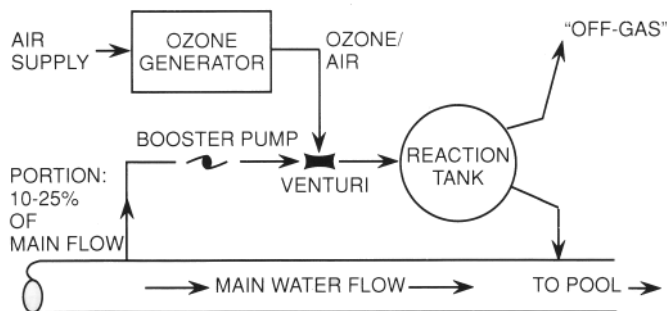 "OFF-GAS"
AIR
SUPPLY
OZONE
GENERATOR
OZONE/
AIR
BOOSTER PUMP
VENTURI
REACTION
TANK
PORTION:
10-25%
OF
MAIN FLOW
MAIN WATER FLOW
TO POOL